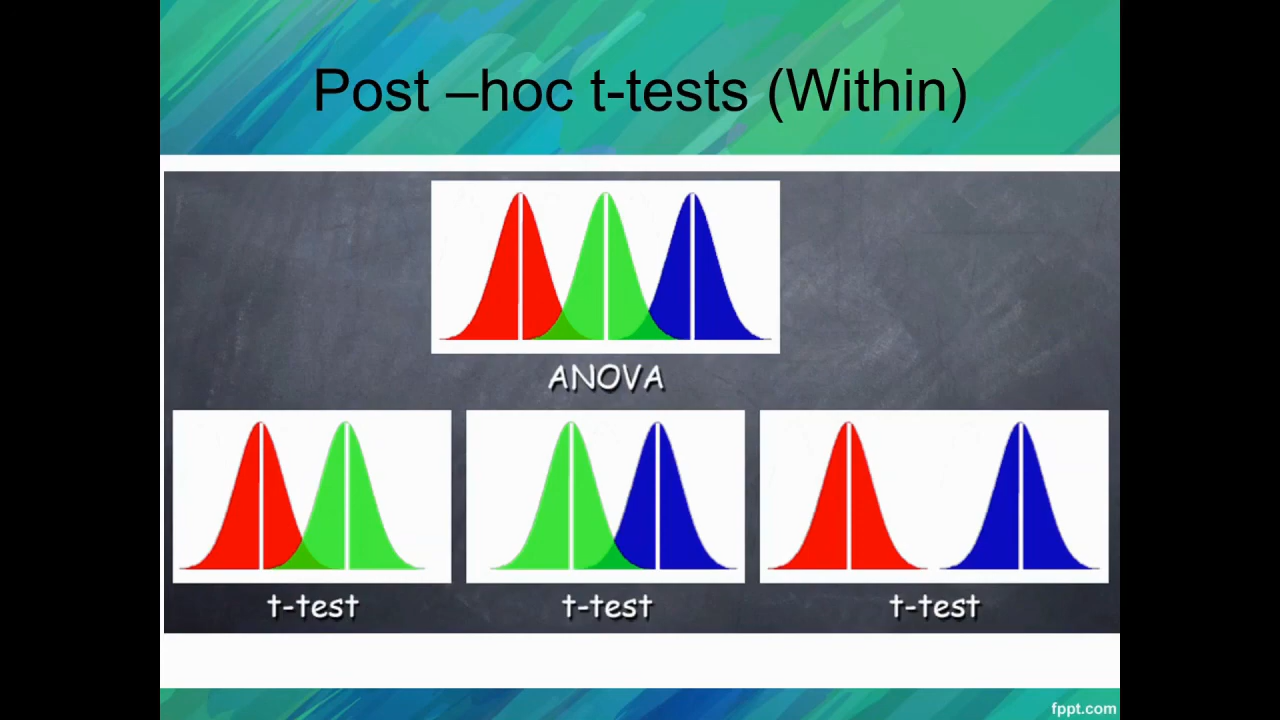 Post –hoc t-tests (Within)
ANOVA
t-test
t-test
t-test
fppt.com